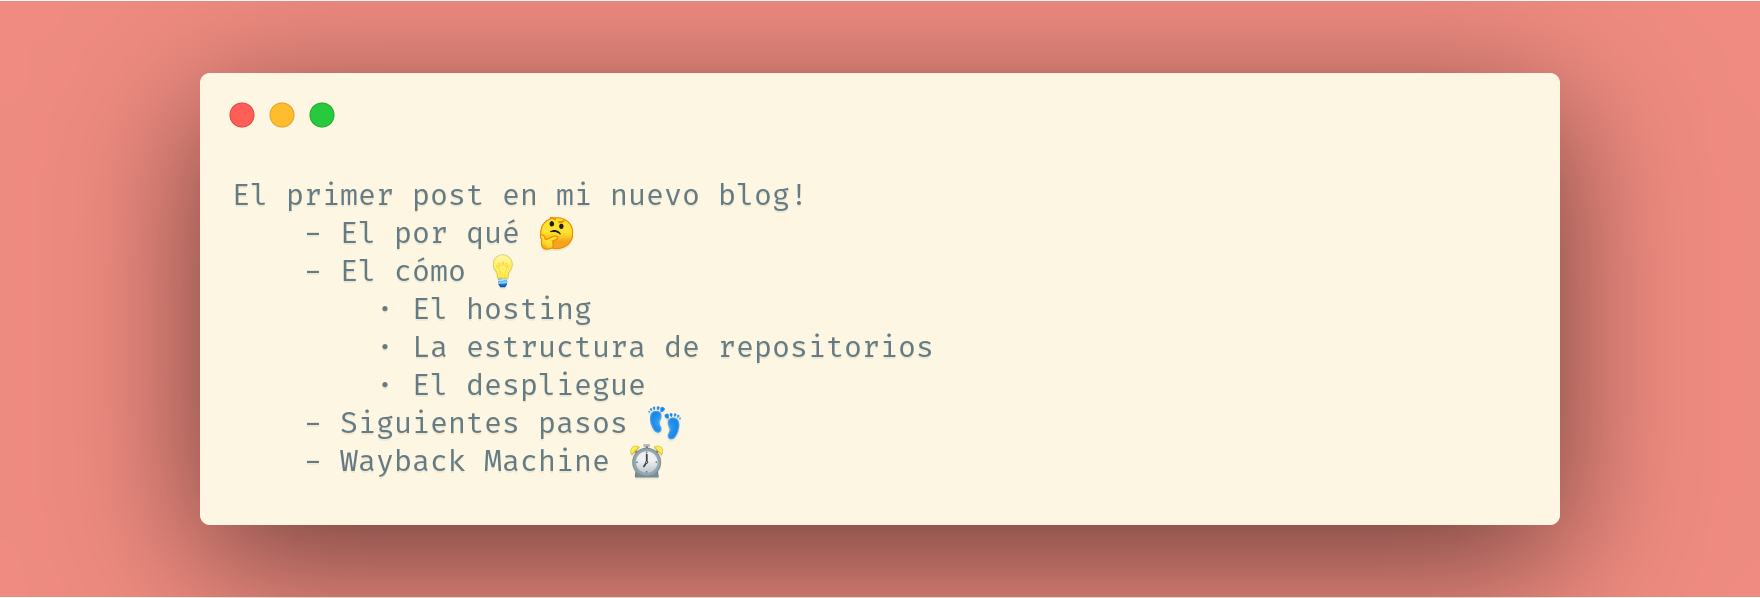 El primer post en mi nuevo blog!
- El por qué 🤔
- El cómo 💡
· El hosting
· La estructura de repositorios
· El despliegue
- Siguientes pasos 👣
- Wayback Machine ⏰